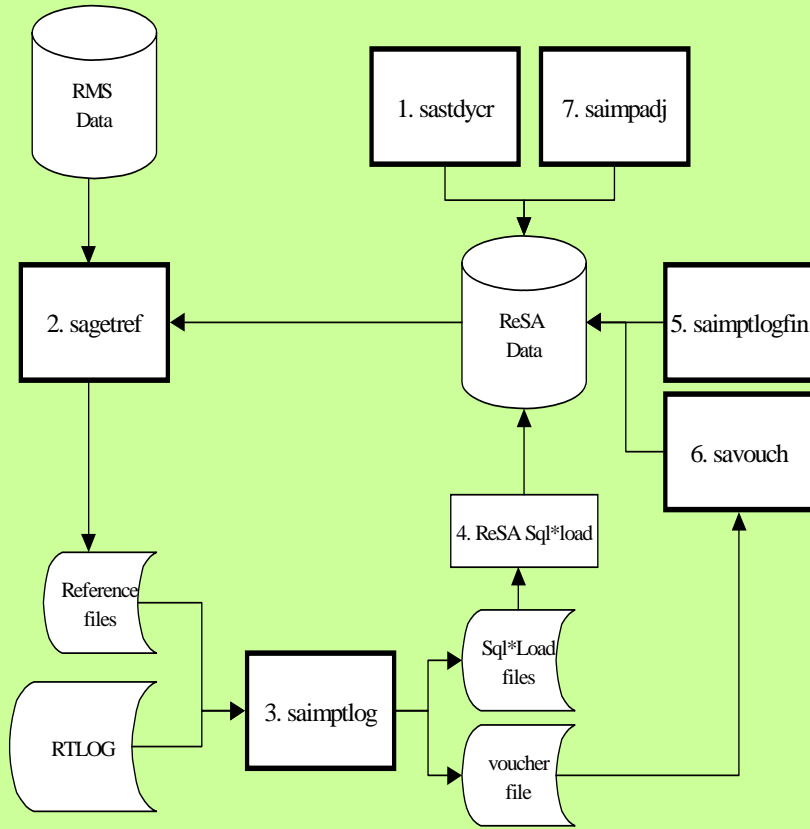 RMS
Data
1. sastdycr
7. saimpadj
2. sagetref
ReSA
Data
5. saimptlogfin
6. savouch
4. ReSA Sql*load
Reference
files
Sql*Load
files
3. saimptlog
RTLOG
voucher
file